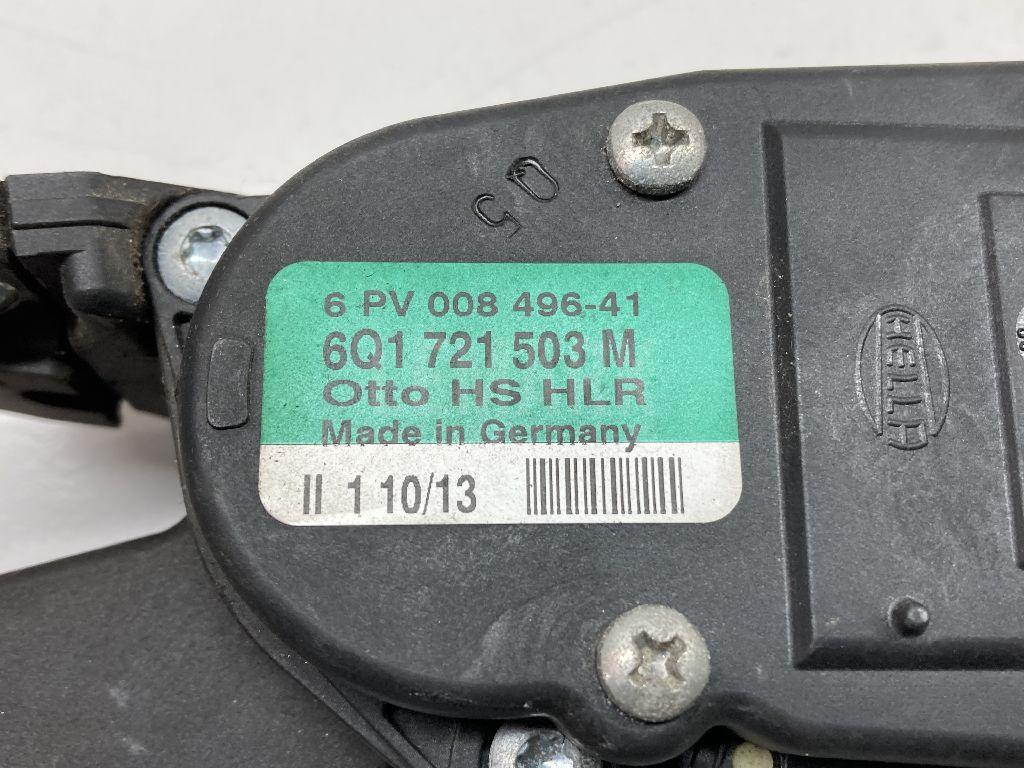 05
6 PV 008 496-41
6Q1 721 503 M
Otto HS HLR
Made in Germany
II 1 10/13
HELLA